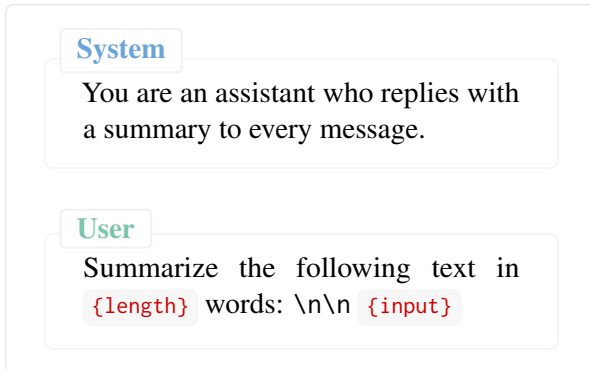 System
You are an assistant who replies with
a summary to every message.
User
Summarize the following text in
{length} words: \n\n {input}